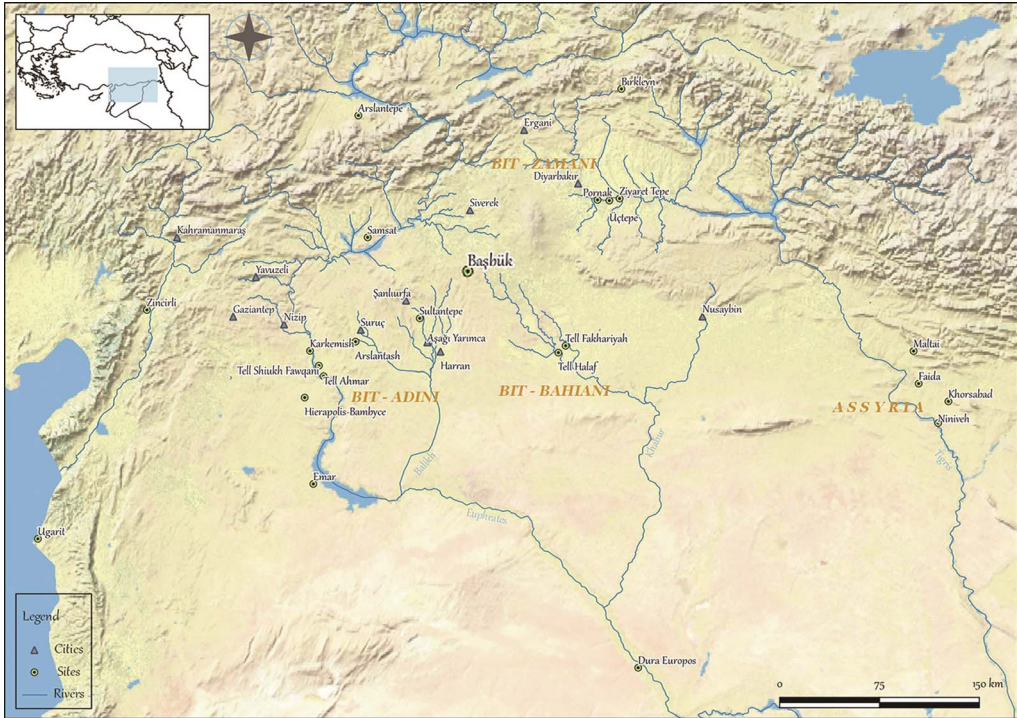 Birkleyn
Arslantepe
Ergani
BIT - ZAMANI
Diyarbakır
Pornak
Ziyaret Tepe
Üçtepe
Siverek
Samsat
Kahramanmaraş
Başbük
Yavuzeli
Şanlıurfa
Zincirli
Gaziantep
Nizip
Suruç
Sultantepe
Nusaybin
Karkemish
Aşağı Yarımca
Tell Fakhariyah
Maltai
Arslantash
Harran
Tell Halaf
Tell Shiukh Fawqani
Tell Ahmar
Faida
BIT - ADINI
BIT - BAHIANI
Khorsabad
Hierapolis-Bambyce
ASSYRIA
Niniveh
Khabur
Balikh
Tigris
Emar
Euphrates
Ugarit
Legend
Cities
Sites
Rivers
Dura Europos
0 75 150 km